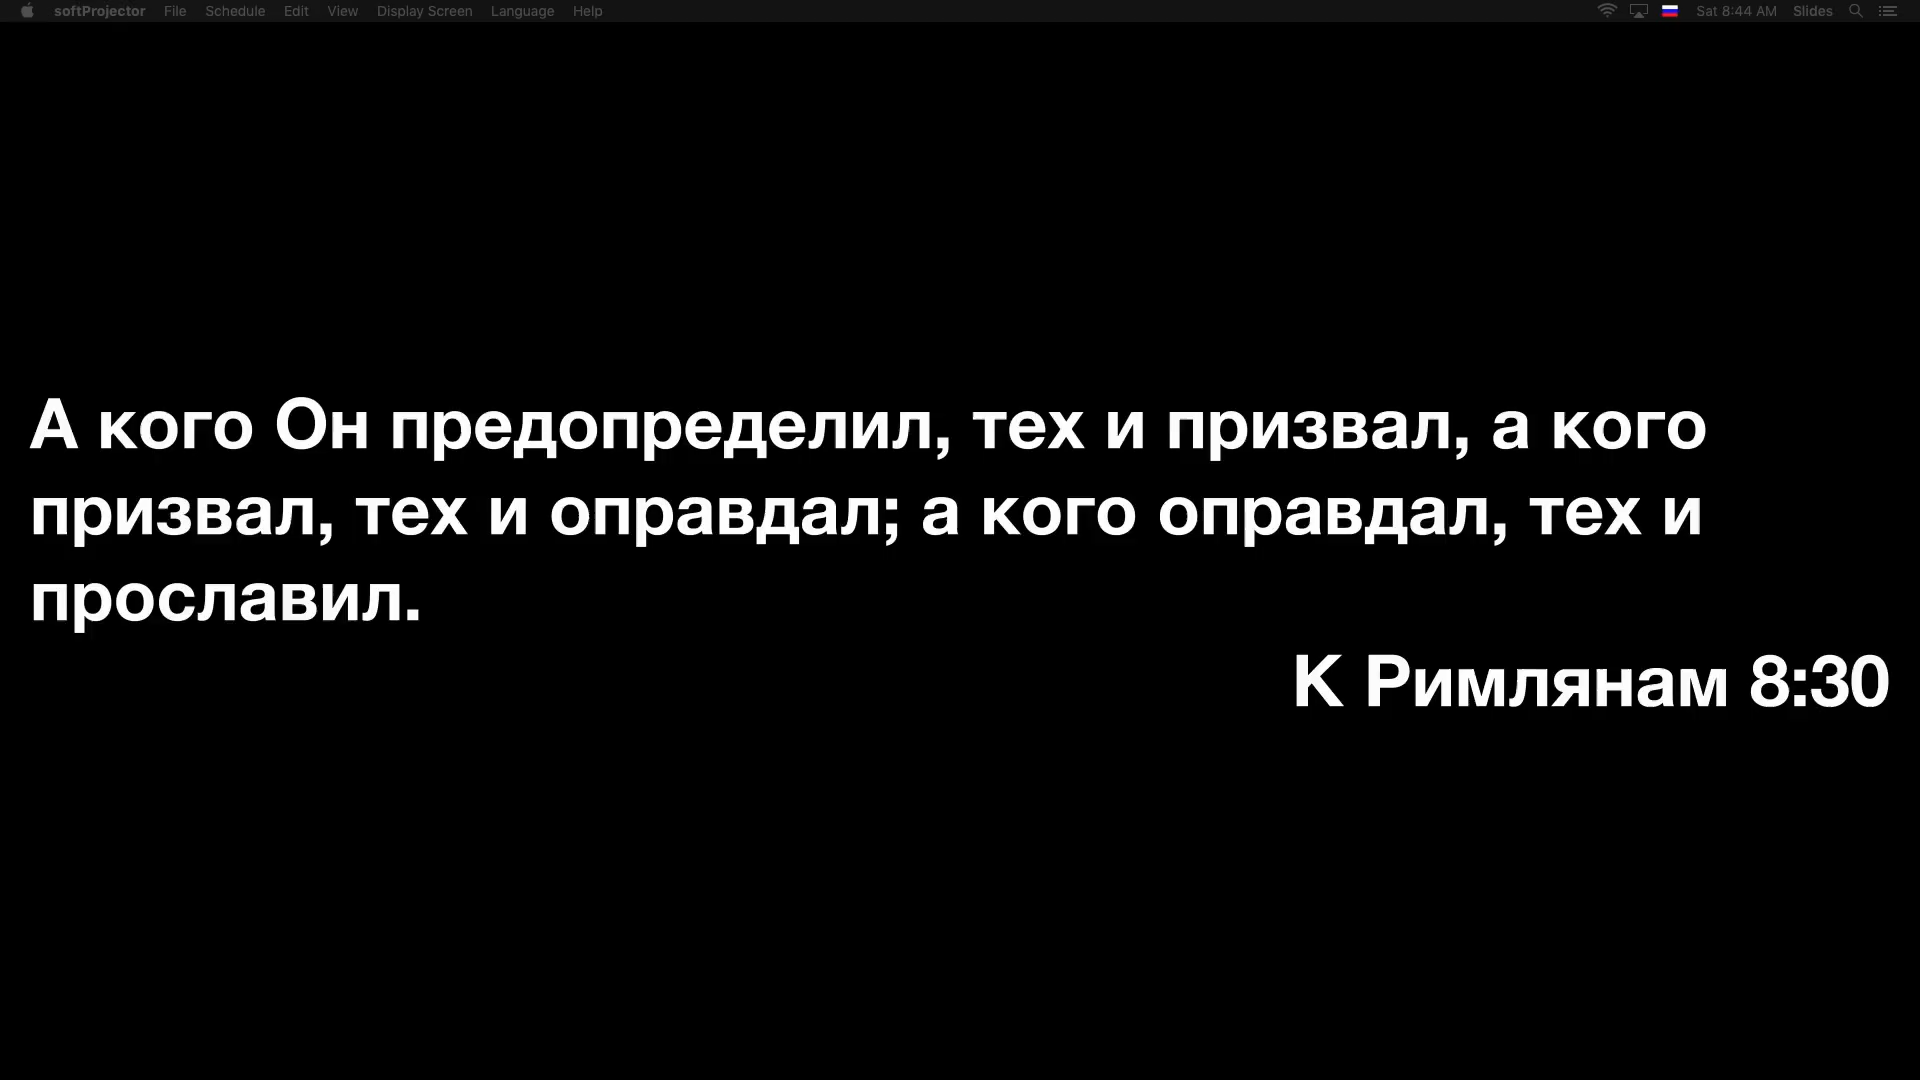 softProjector File Schedule Edit View Display Screen Language Help Sat 8:44 AM Slides
А кого Он предопределил, тех и призвал, а кого
призвал, тех и оправдал; а кого оправдал, тех и
прославил.
К Римлянам 8:30